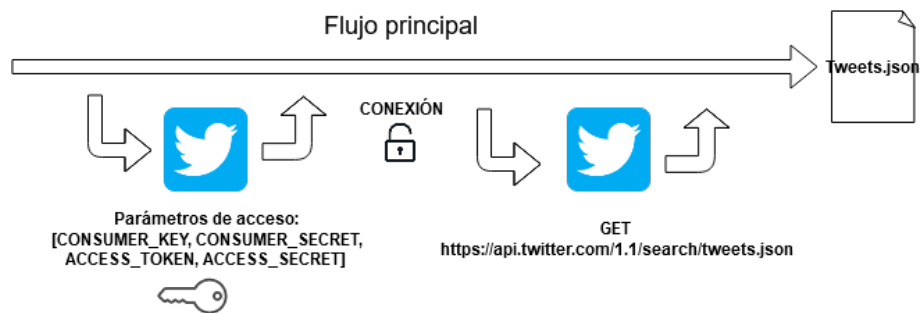 Flujo principal
Tweets.json
CONEXIÓN
Parámetros de acceso:
[CONSUMER_KEY, CONSUMER_SECRET,
ACCESS_TOKEN, ACCESS_SECRET]
GET
https://api.twitter.com/1.1/search/tweets.json